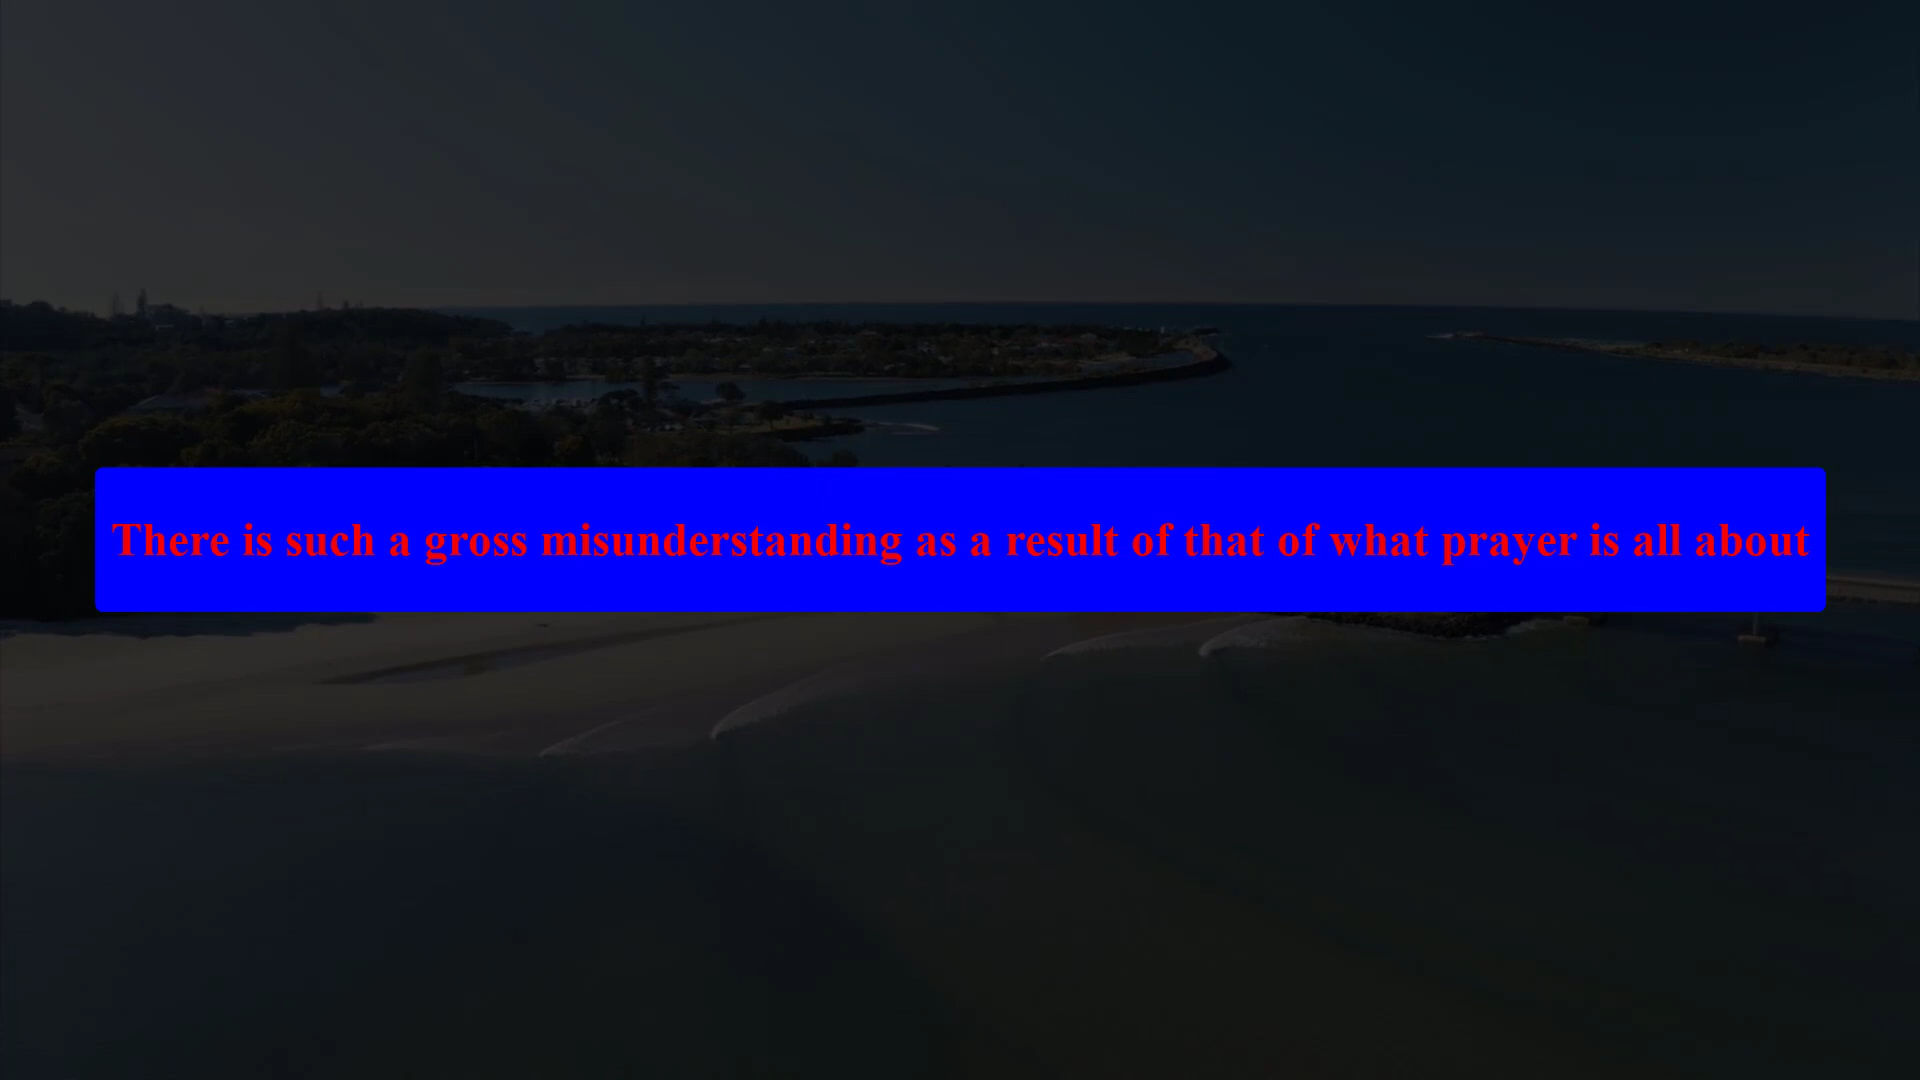 There is such a gross misunderstanding as a result of that of what prayer is all about